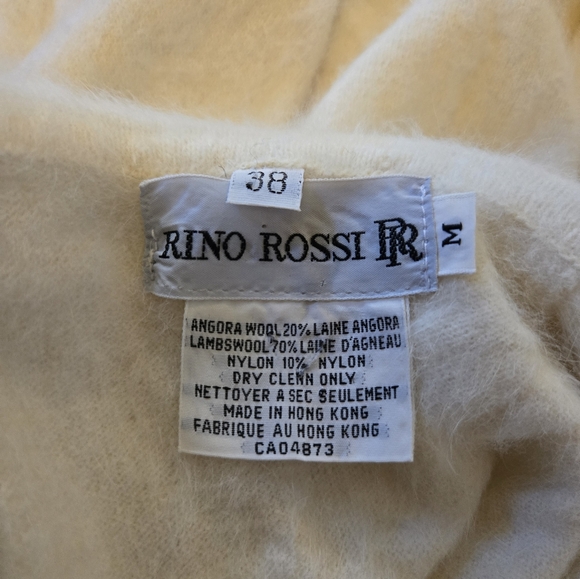 38
RINO ROSSI RR
M
ANGORA WOOL 20% LAINE ANGORA
LAMBSWOOL 70% LAINE D'AGNEAU
NYLON 10% NYLON
DRY CLENN ONLY
NETTOYER A SEC SEULEMENT
MADE IN HONG KONG
FABRIQUE AU HONG KONG
CA04873